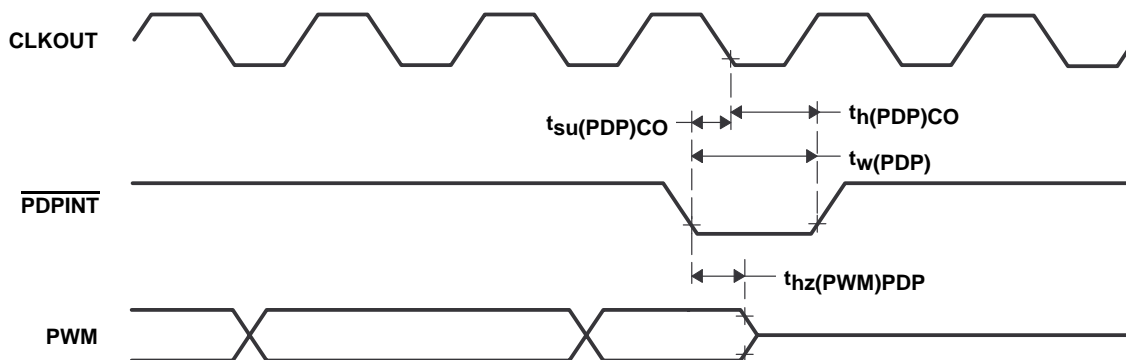 CLKOUT
tsu(PDP)CO
th(PDP)CO
tw(PDP)
PDPINT
thz(PWM)PDP
PWM